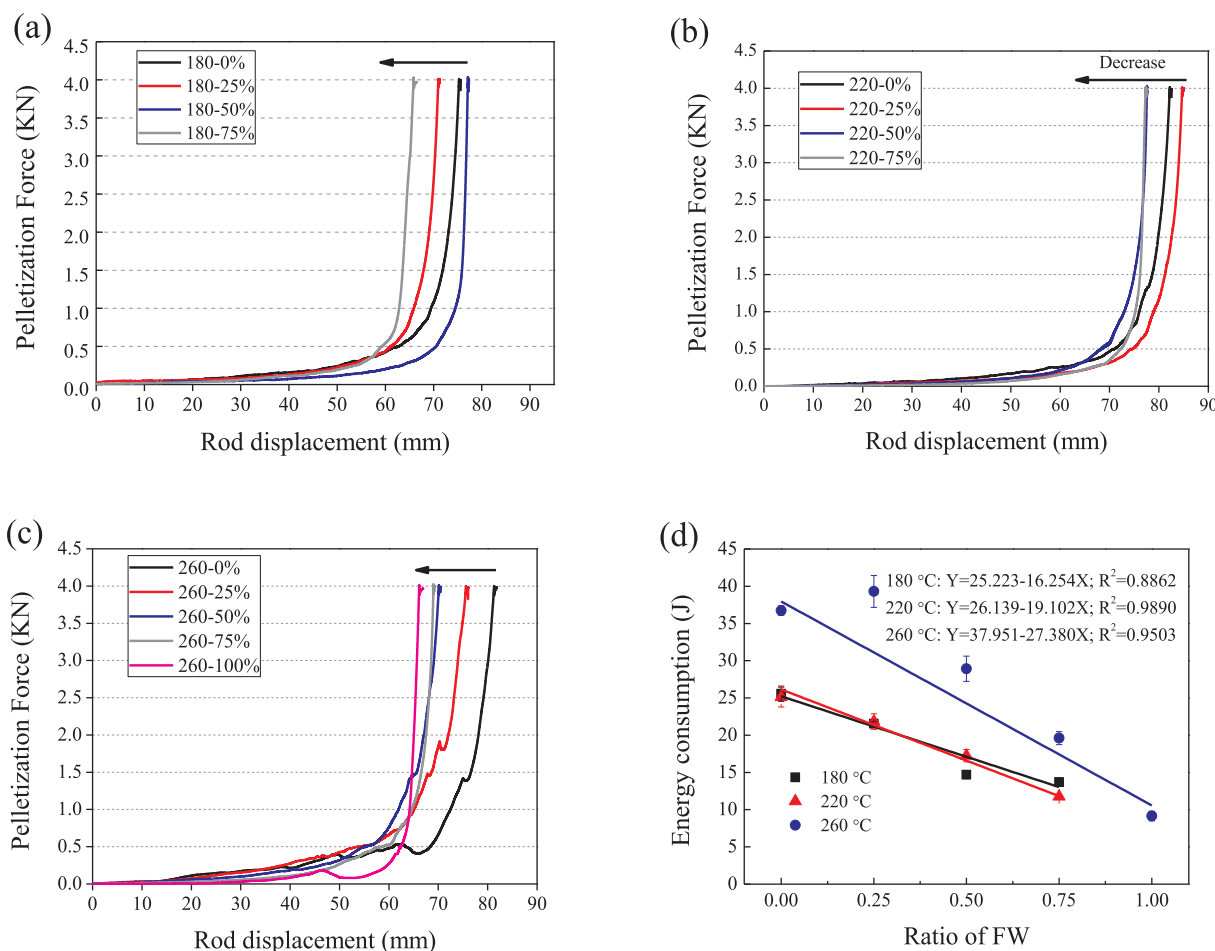 (a)
4.5
4.0
3.5
3.0
2.5
2.0
1.5
1.0
0.5
0.0
Pelletization Force (KN)
180-0%
180-25%
180-50%
180-75%
0 10 20 30 40 50 60 70 80 90
Rod displacement (mm)
(b)
4.5
4.0
3.5
3.0
2.5
2.0
1.5
1.0
0.5
0.0
Pelletization Force (KN)
220-0%
220-25%
220-50%
220-75%
Decrease
0 10 20 30 40 50 60 70 80 90
Rod displacement (mm)
(c)
4.5
4.0
3.5
3.0
2.5
2.0
1.5
1.0
0.5
0.0
Pelletization Force (KN)
260-0%
260-25%
260-50%
260-75%
260-100%
0 10 20 30 40 50 60 70 80 90
Rod displacement (mm)
(d)
45
40
35
30
25
20
15
10
5
0
Energy consumption (J)
180 °C: Y=25.223-16.254X; R²=0.8862
220 °C: Y=26.139-19.102X; R²=0.9890
260 °C: Y=37.951-27.380X; R²=0.9503
180 °C
220 °C
260 °C
0.00 0.25 0.50 0.75 1.00
Ratio of FW